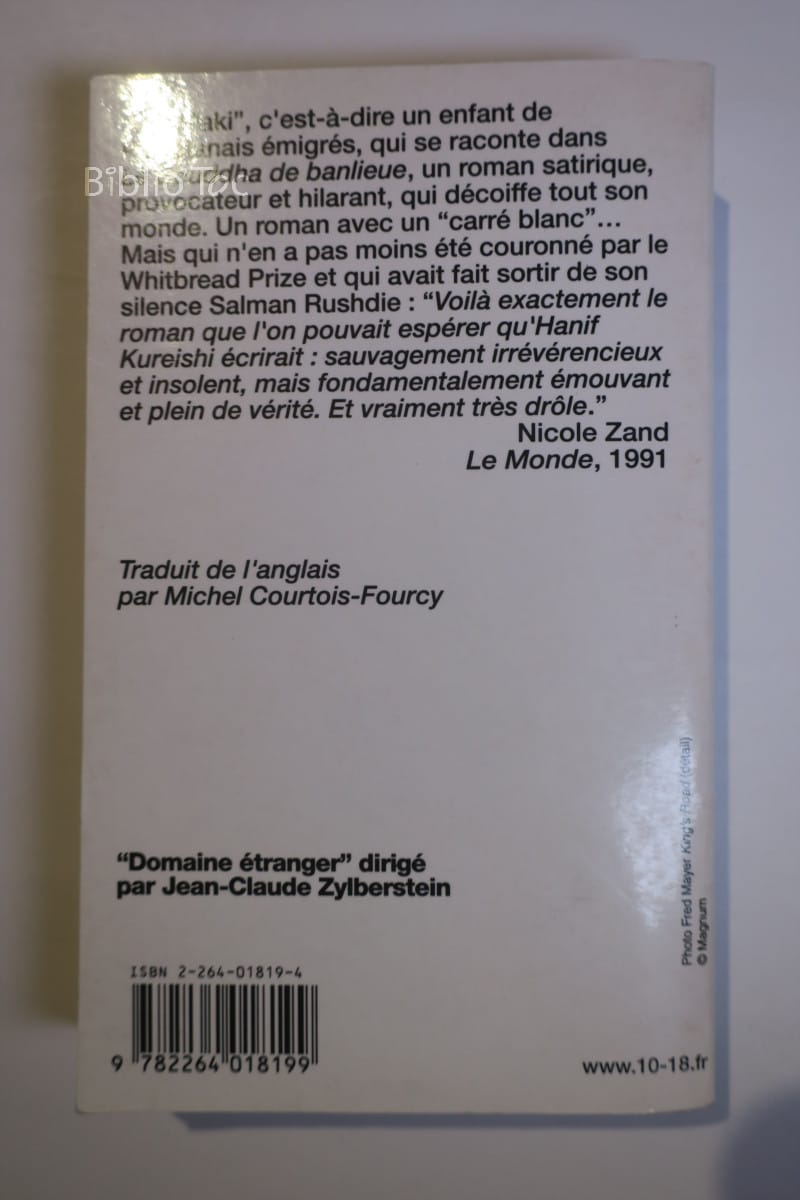 aki", c'est-à-dire un enfant de
émigrés, qui se raconte dans
de banlieue, un roman satirique,
provocateur et hilarant, qui décoiffe tout son
monde. Un roman avec un “carré blanc”...
Mais qui n'en a pas moins été couronné par le
Whitbread Prize et qui avait fait sortir de son
silence Salman Rushdie : “Voilà exactement le
roman que l'on pouvait espérer qu'Hanif
Kureishi écrirait : sauvagement irrévérencieux
et insolent, mais fondamentalement émouvant
et plein de vérité. Et vraiment très drôle.”
Nicole Zand
Le Monde, 1991
Traduit de l'anglais
par Michel Courtois-Fourcy
“Domaine étranger” dirigé
par Jean-Claude Zylberstein
ISBN 2-264-01819-4
9 782264 018199
www.10-18.fr
Photo Fred Mayer King's Road (détail)
© Magnum
Biblio Toc